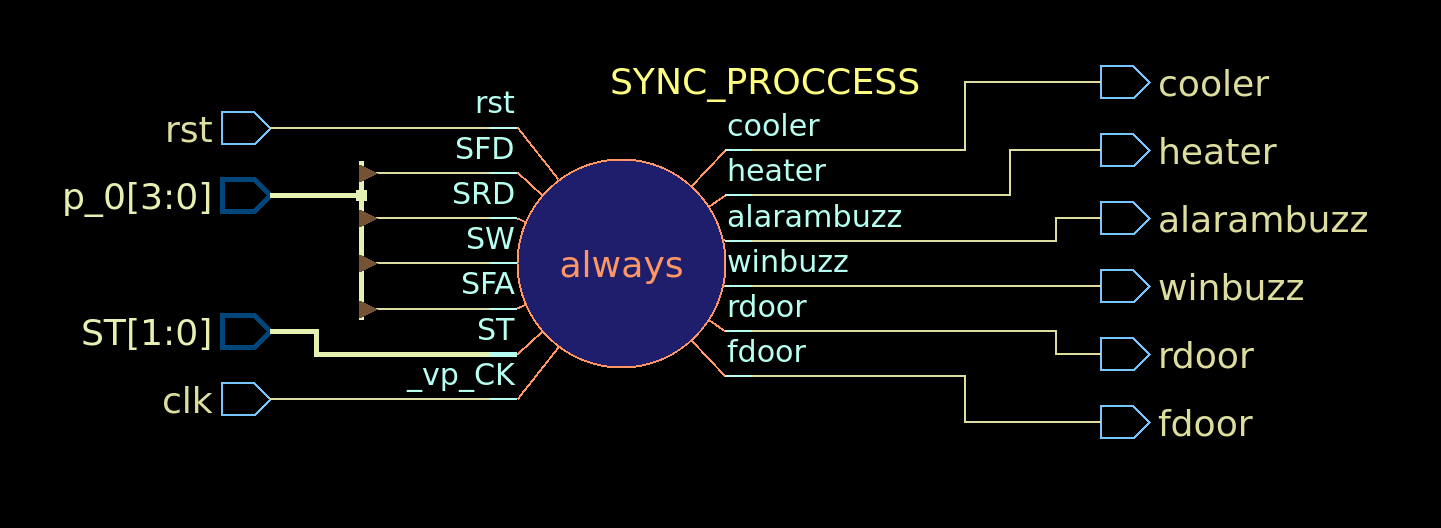 SYNC_PROCCESS
rst
p_0[3:0]
ST[1:0]
clk
rst
SFD
SRD
SW
SFA
ST
_vp_CK
always
cooler
heater
alarambuzz
winbuzz
rdoor
fdoor
cooler
heater
alarambuzz
winbuzz
rdoor
fdoor